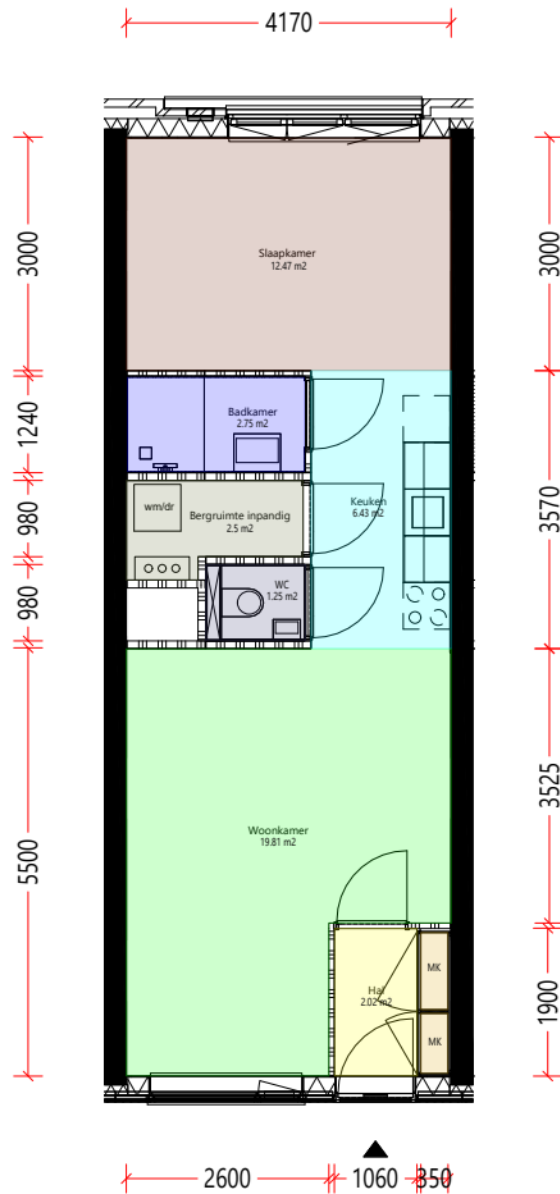 4170
3000
3000
Slaapkamer
12.47 m2
1240
Badkamer
2.75 m2
3570
980
wm/dr
Bergruimte inpandig
2.5 m2
Keuken
6.43 m2
980
WC
1.25 m2
5500
3525
Woonkamer
19.81 m2
1900
Hal
2.02 m2
MK
MK
2600
1060
350